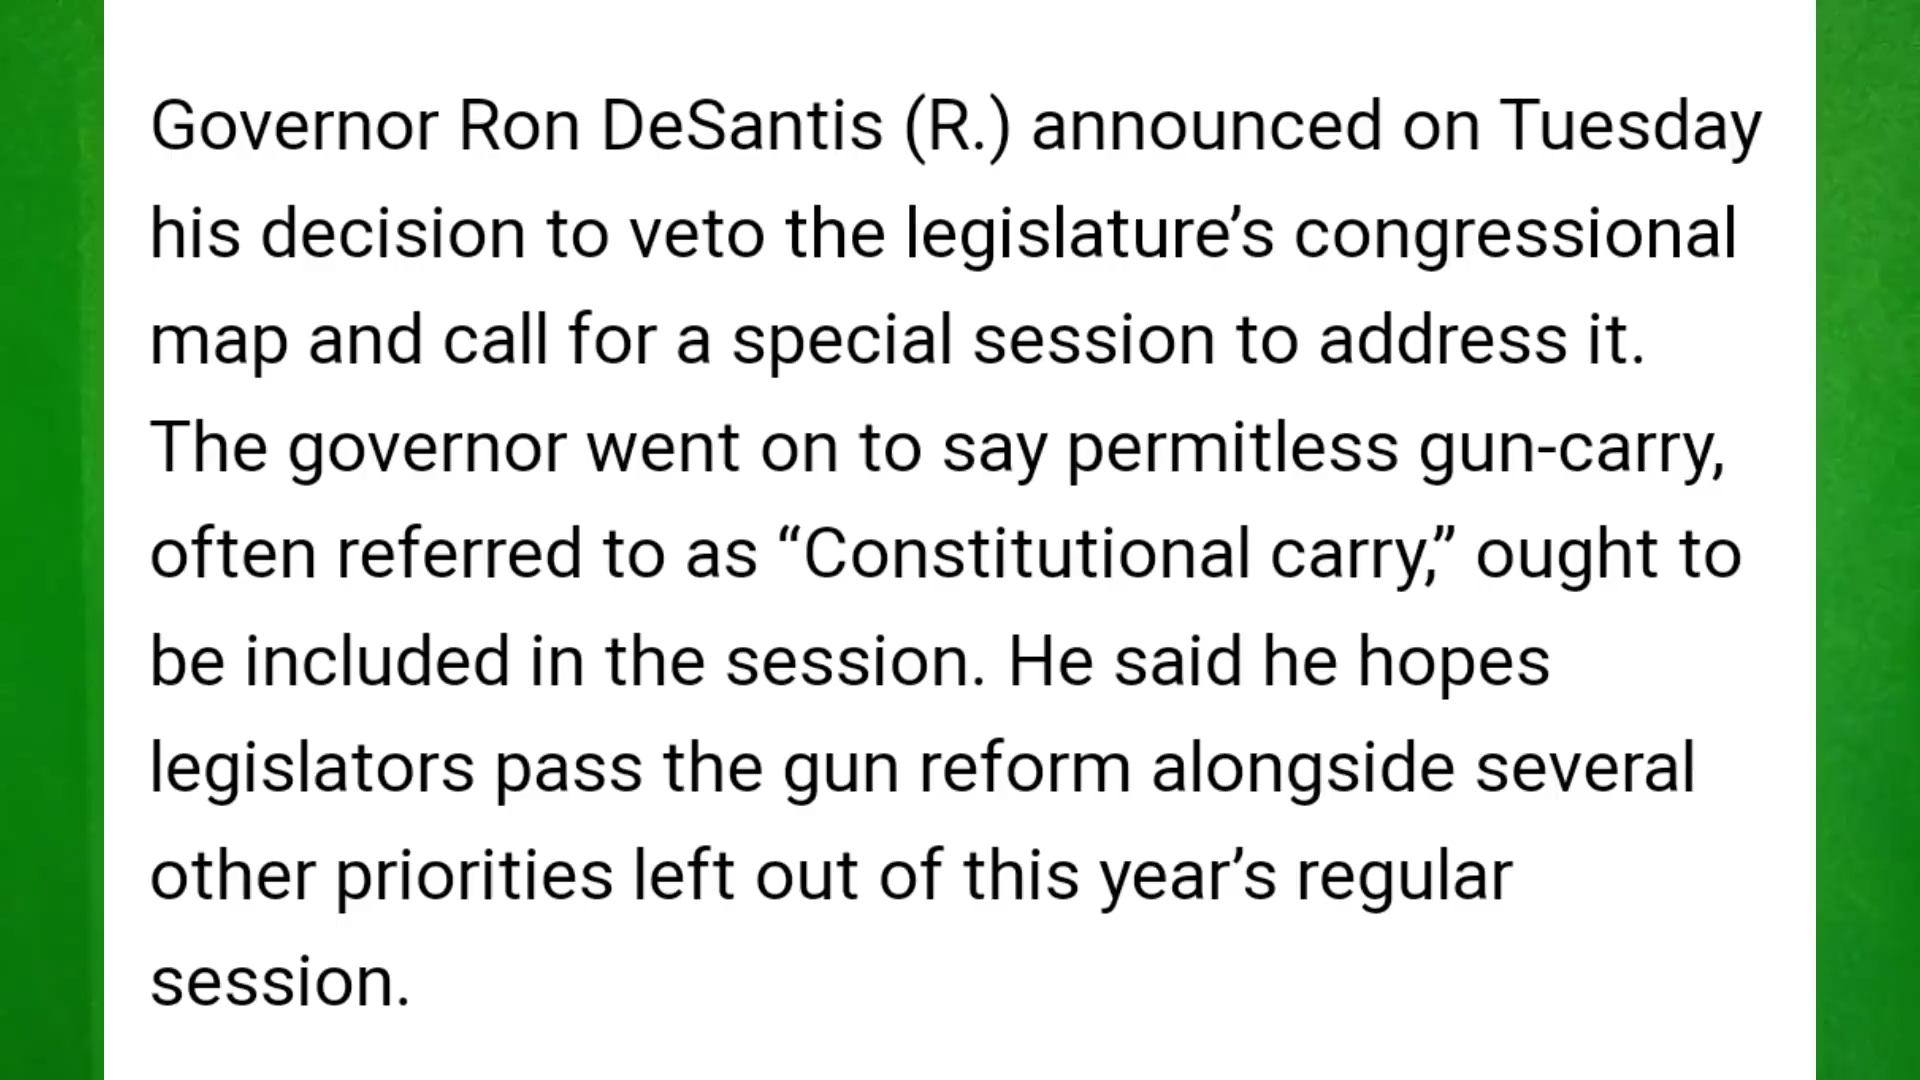 Governor Ron DeSantis (R.) announced on Tuesday
his decision to veto the legislature’s congressional
map and call for a special session to address it.
The governor went on to say permitless gun-carry,
often referred to as “Constitutional carry,” ought to
be included in the session. He said he hopes
legislators pass the gun reform alongside several
other priorities left out of this year’s regular
session.